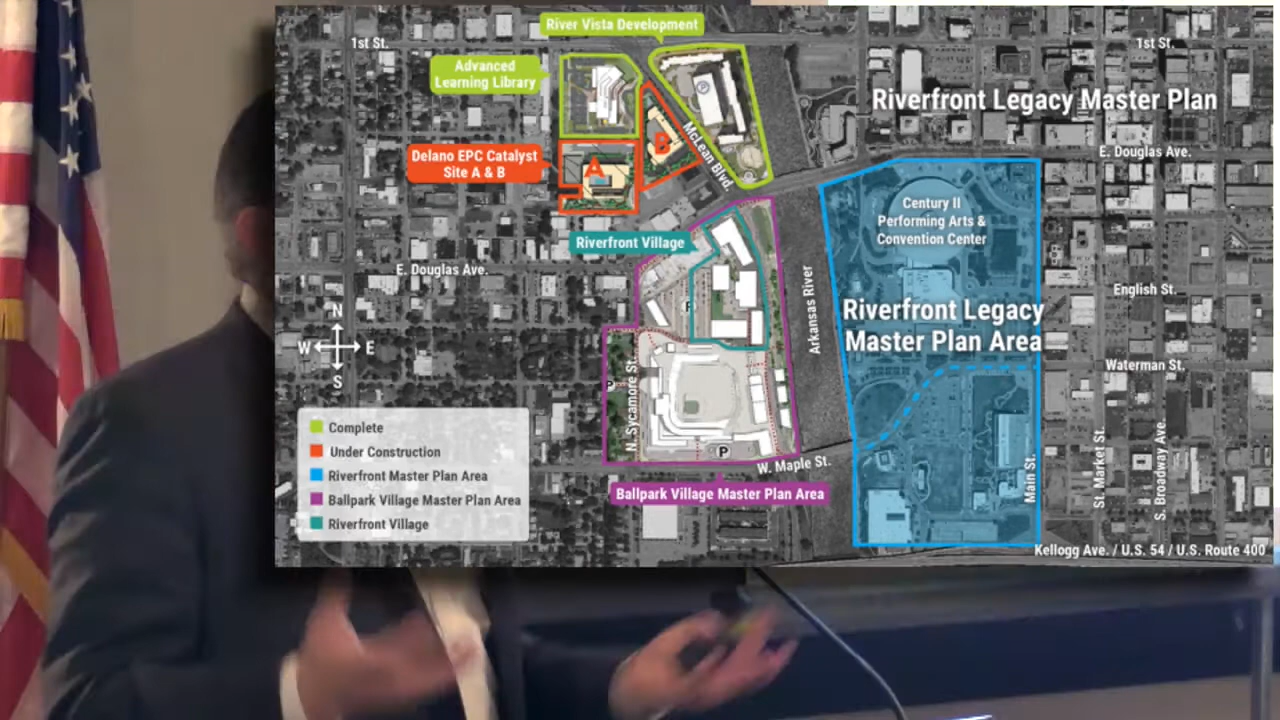 River Vista Development
1st St.
1st St.
Advanced
Learning Library
Riverfront Legacy Master Plan
McLean Blvd.
B
A
Delano EPC Catalyst
Site A & B
E. Douglas Ave.
Century II
Performing Arts &
Convention Center
Riverfront Village
E. Douglas Ave.
Arkansas River
English St.
P
N
W
E
S
Riverfront Legacy
Master Plan Area
Waterman St.
P
N. Sycamore St.
Complete
Under Construction
Riverfront Master Plan Area
Ballpark Village Master Plan Area
Riverfront Village
P
W. Maple St.
Ballpark Village Master Plan Area
Main St.
St. Market St.
S. Broadway Ave.
Kellogg Ave. / U.S. 54 / U.S. Route 400